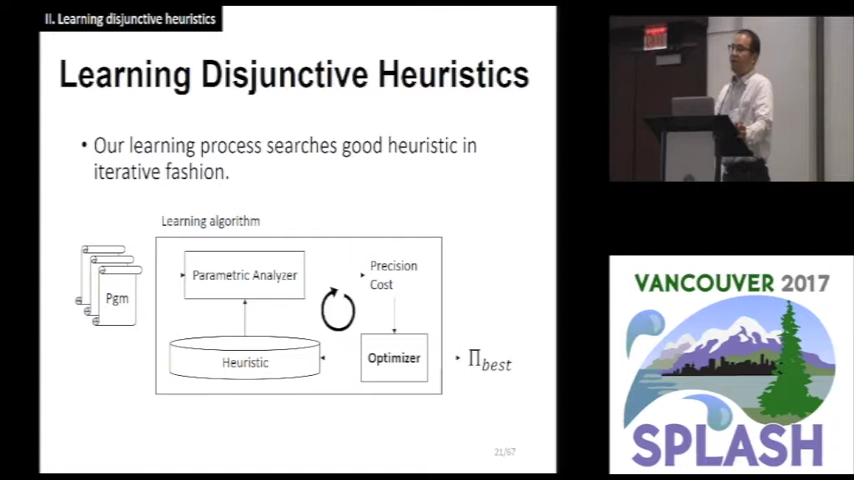 II. Learning disjunctive heuristics
Learning Disjunctive Heuristics
• Our learning process searches good heuristic in
iterative fashion.
Learning algorithm
Pgm
Parametric Analyzer
Precision
Cost
Heuristic
Optimizer
Π_best
21/67
VANCOUVER 2017
SPLASH